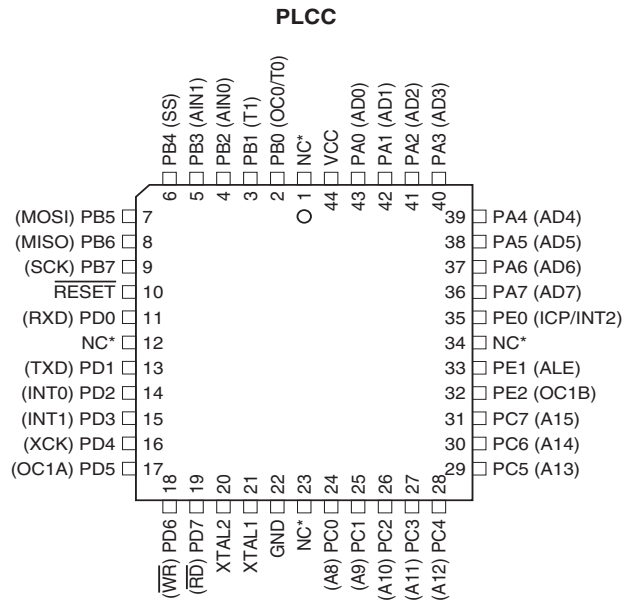 PLCC
PB4 (SS)
PB3 (AIN1)
PB2 (AIN0)
PB1 (T1)
PB0 (OC0/T0)
NC*
VCC
PA0 (AD0)
PA1 (AD1)
PA2 (AD2)
PA3 (AD3)
6
5
4
3
2
1
44
43
42
41
40
(MOSI) PB5 7
(MISO) PB6 8
(SCK) PB7 9
RESET 10
(RXD) PD0 11
NC* 12
(TXD) PD1 13
(INT0) PD2 14
(INT1) PD3 15
(XCK) PD4 16
(OC1A) PD5 17
39 PA4 (AD4)
38 PA5 (AD5)
37 PA6 (AD6)
36 PA7 (AD7)
35 PE0 (ICP/INT2)
34 NC*
33 PE1 (ALE)
32 PE2 (OC1B)
31 PC7 (A15)
30 PC6 (A14)
29 PC5 (A13)
18
19
20
21
22
23
24
25
26
27
28
(WR) PD6
(RD) PD7
XTAL2
XTAL1
GND
NC*
(A8) PC0
(A9) PC1
(A10) PC2
(A11) PC3
(A12) PC4